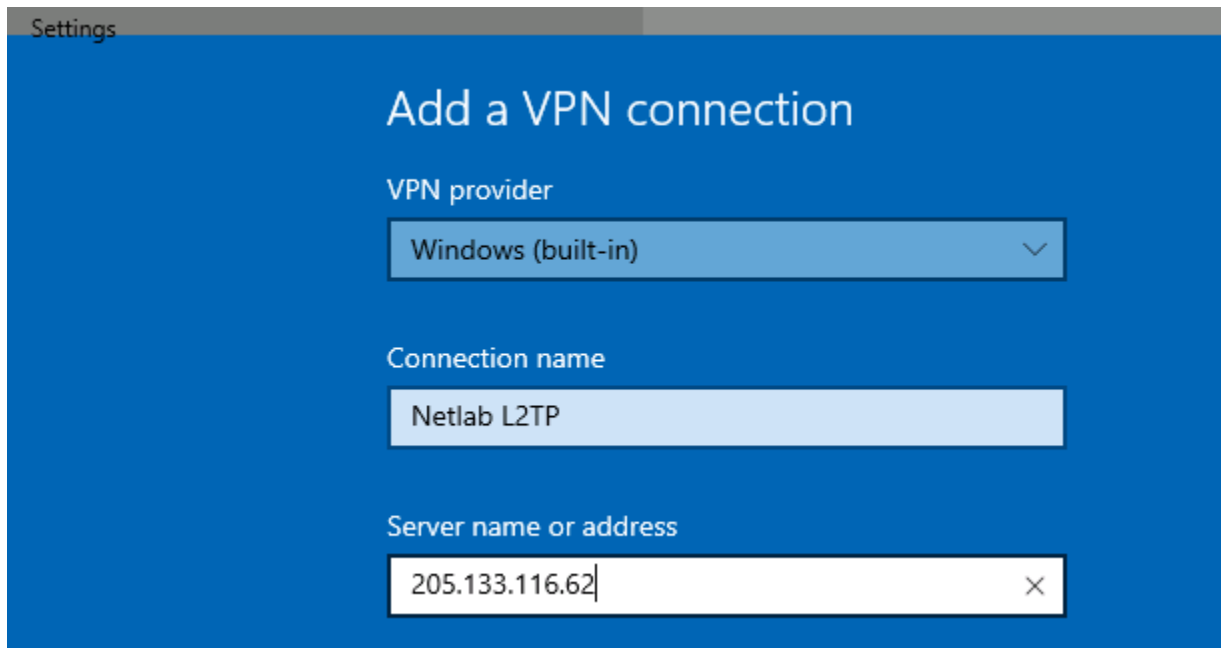 Settings
Add a VPN connection
VPN provider
Windows (built-in)
Connection name
Netlab L2TP
Server name or address
205.133.116.62